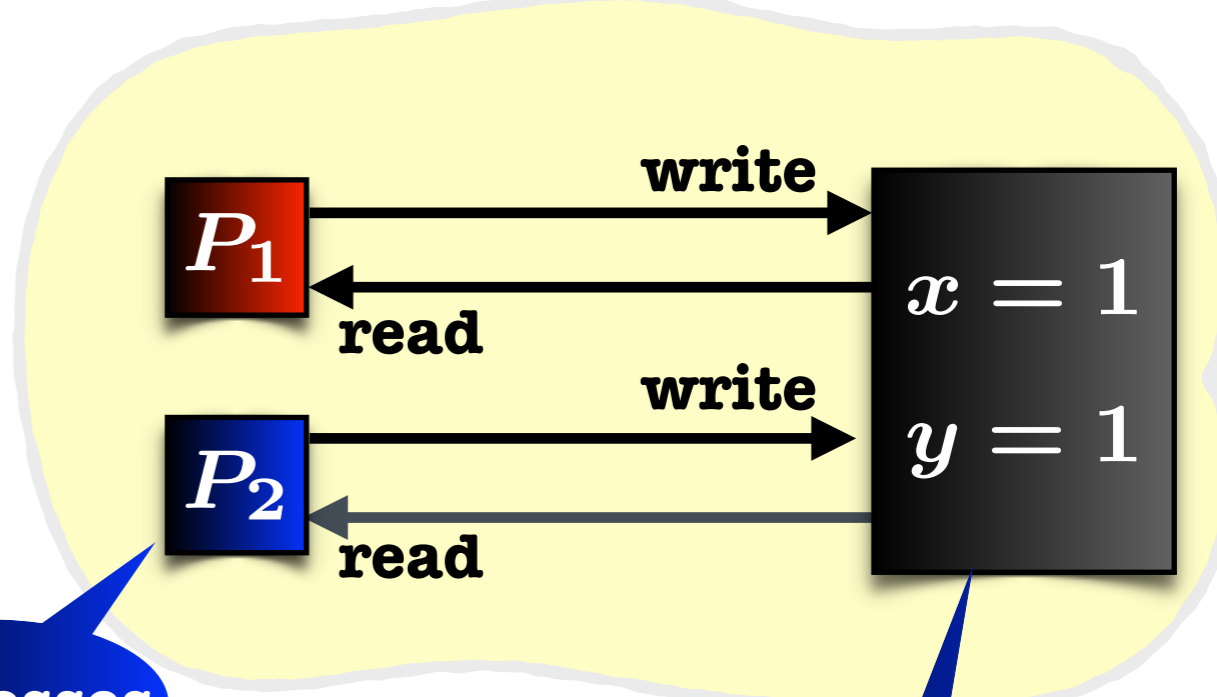 write
P₁
x = 1
read
write
P₂
y = 1
read